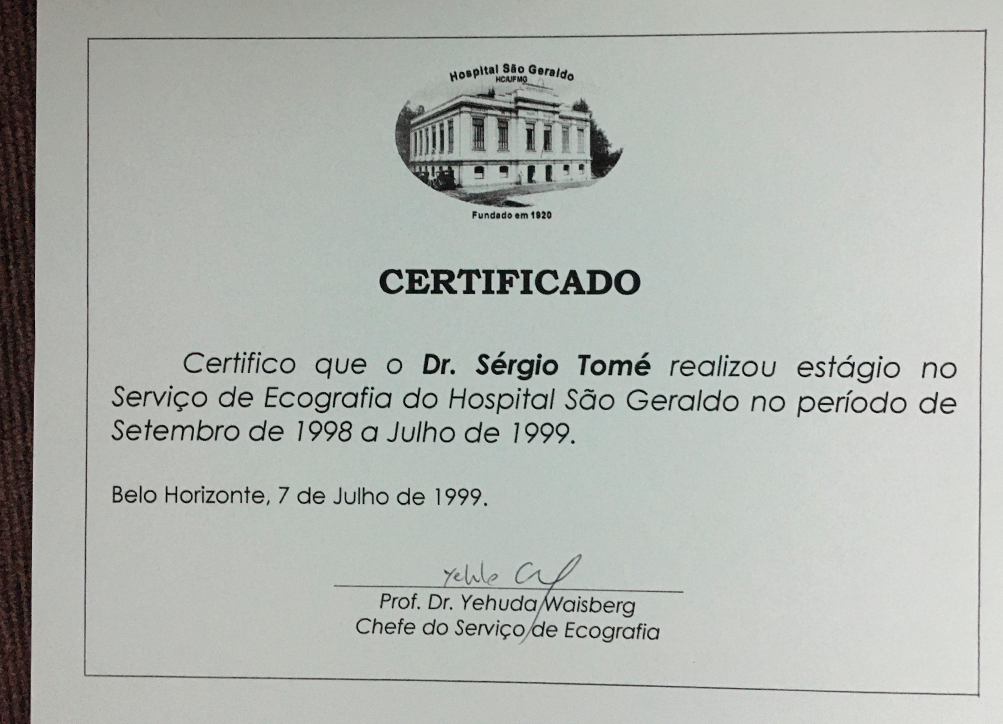 Hospital São Geraldo
HC/UFMG
Fundado em 1920
CERTIFICADO
Certifico que o Dr. Sérgio Tomé realizou estágio no
Serviço de Ecografia do Hospital São Geraldo no período de
Setembro de 1998 a Julho de 1999.
Belo Horizonte, 7 de Julho de 1999.
Prof. Dr. Yehuda Waisberg
Chefe do Serviço de Ecografia